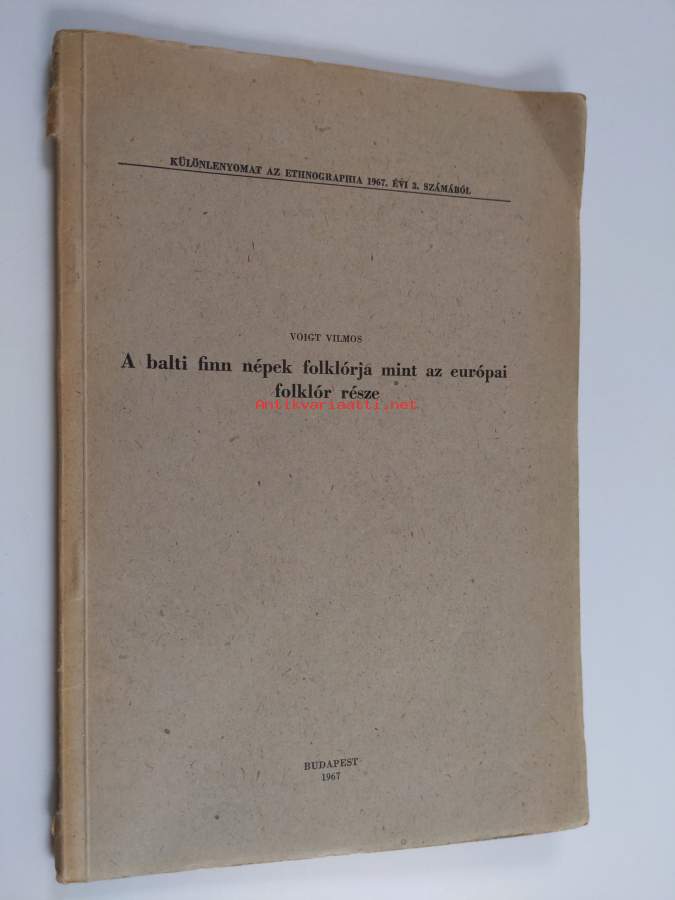 KÜLÖNLENYOMAT AZ ETHNOGRAPHIA 1967. ÉVI 3. SZÁMÁBÓL
VOIGT VILMOS
A balti finn népek folklórja mint az európai
folklór része
Antikvariaatti.net
BUDAPEST
1967